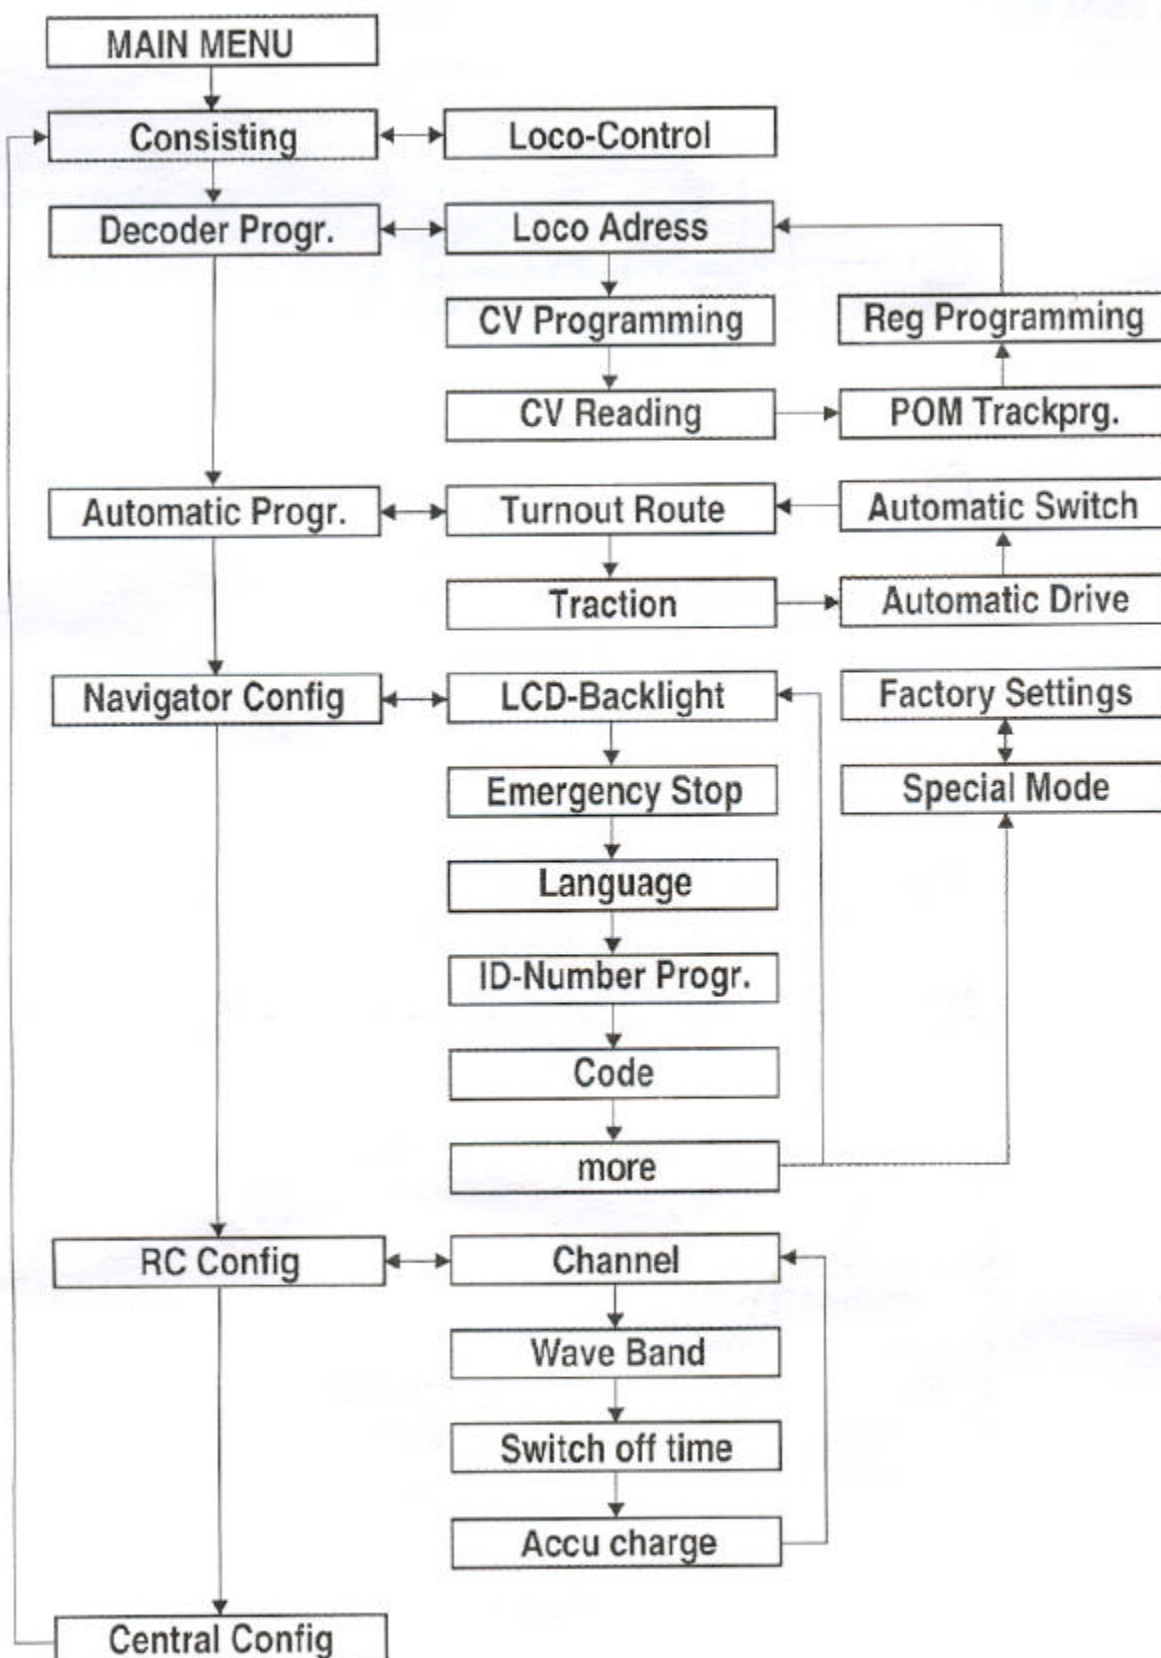 MAIN MENU
Consisting
Loco-Control
Decoder Progr.
Loco Adress
CV Programming
Reg Programming
CV Reading
POM Trackprg.
Automatic Progr.
Turnout Route
Automatic Switch
Traction
Automatic Drive
Navigator Config
LCD-Backlight
Factory Settings
Emergency Stop
Special Mode
Language
ID-Number Progr.
Code
more
RC Config
Channel
Wave Band
Switch off time
Accu charge
Central Config